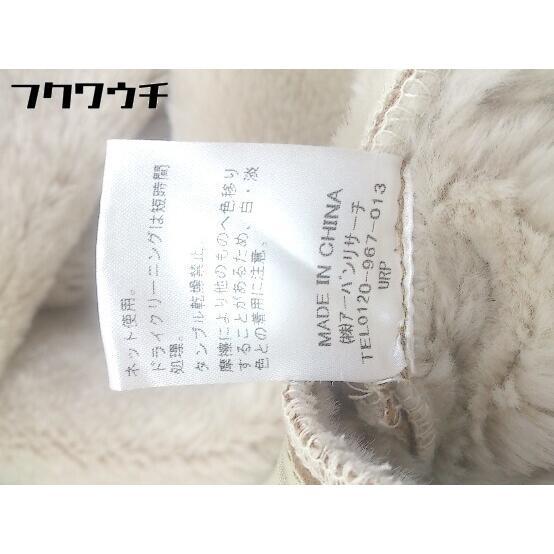 フクワウチ
ネット使用。
ドライクリーニングは短時間
処理。
タンブル乾燥禁止
摩擦により他のものへ色移り
することがあるため、白・淡
色との着用に注意。
MADE IN CHINA
㈱アーバンリサーチ
TEL0120-967-013
URP